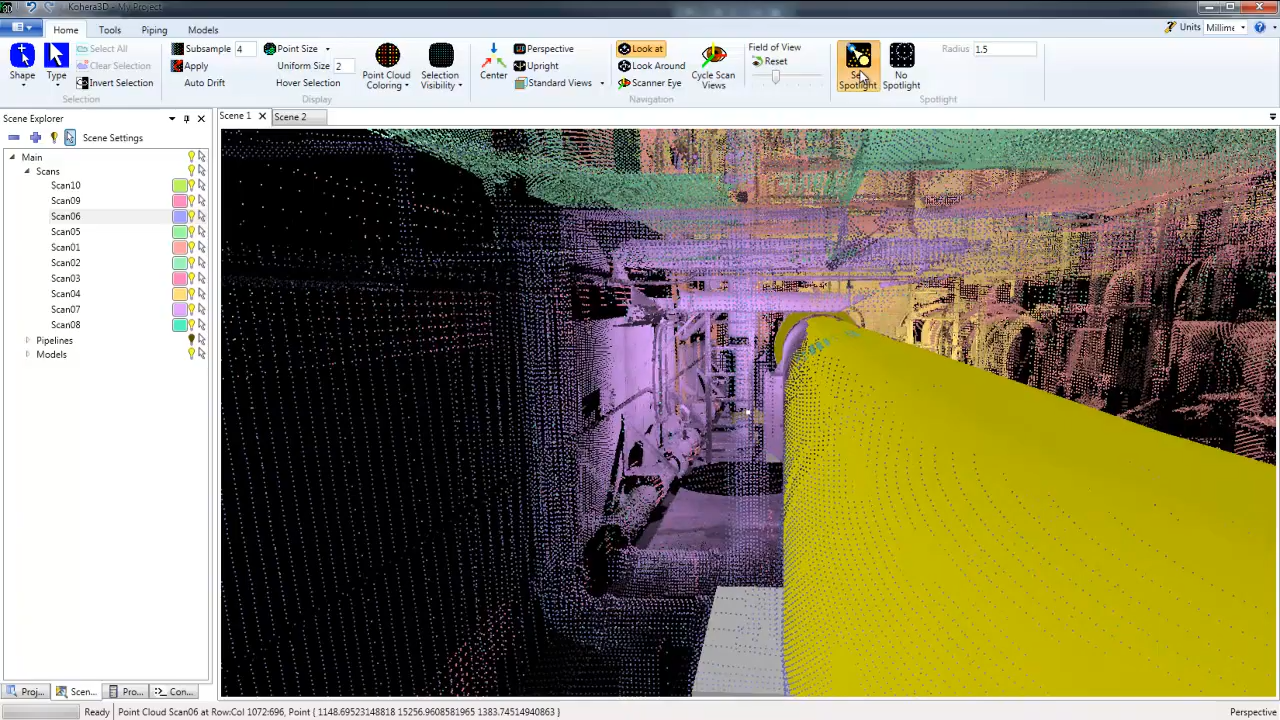 3D Kohera3D - My Project
Home Tools Piping Models
Units Millime
Shape
Type
Select All
Clear Selection
Invert Selection
Selection
Subsample 4
Apply
Auto Drift
Point Size
Uniform Size 2
Hover Selection
Point Cloud
Coloring
Selection
Visibility
Display
Center
Perspective
Upright
Standard Views
Look at
Look Around
Scanner Eye
Cycle Scan
Views
Navigation
Field of View
Reset
Set
Spotlight
No
Spotlight
Radius 1.5
Spotlight
Scene Explorer
Scene 1
Scene 2
Scene Settings
Main
Scans
Scan10
Scan09
Scan06
Scan05
Scan01
Scan02
Scan03
Scan04
Scan07
Scan08
Pipelines
Models
Proj... Scen... Pro... Con...
Ready Point Cloud Scan06 at Row:Col 1072:696, Point { 1148.69523148818 15256.9608581965 1383.74514940863 }
Perspective